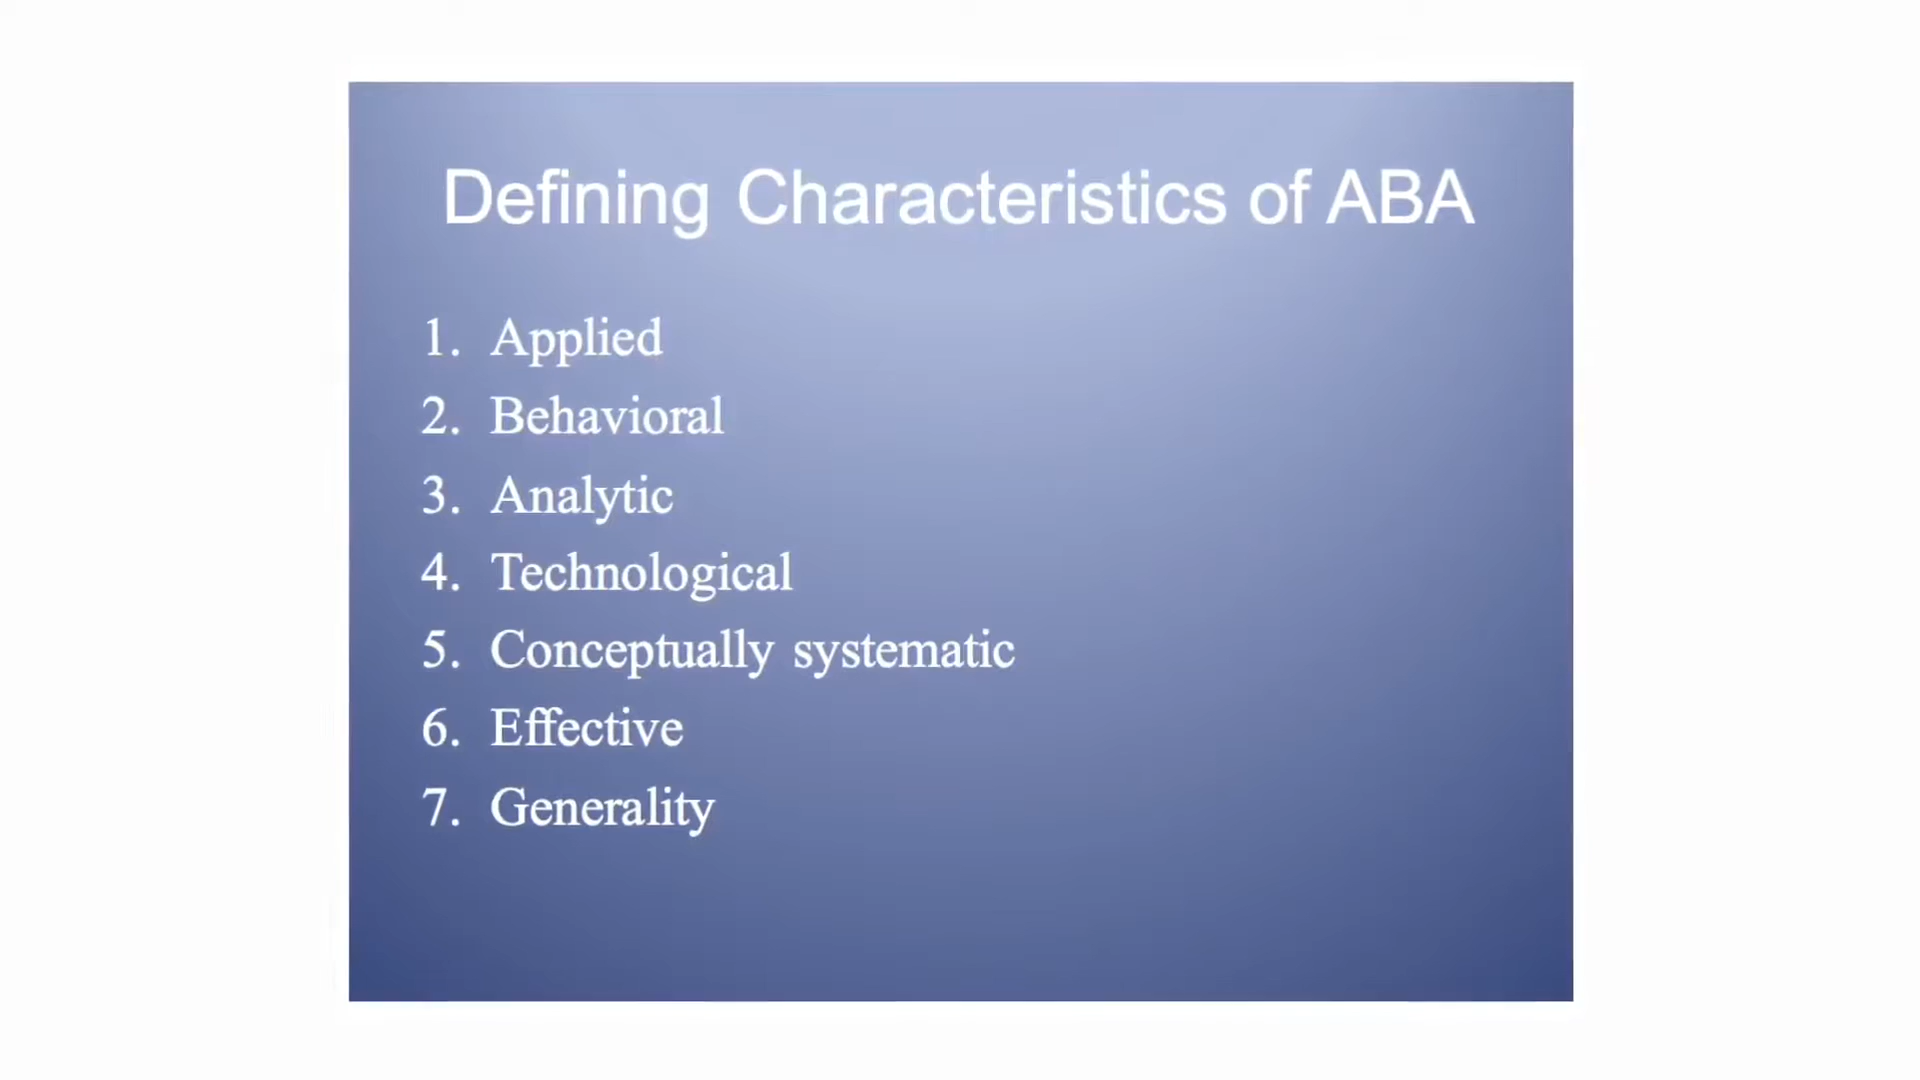 Defining Characteristics of ABA
1. Applied
2. Behavioral
3. Analytic
4. Technological
5. Conceptually systematic
6. Effective
7. Generality